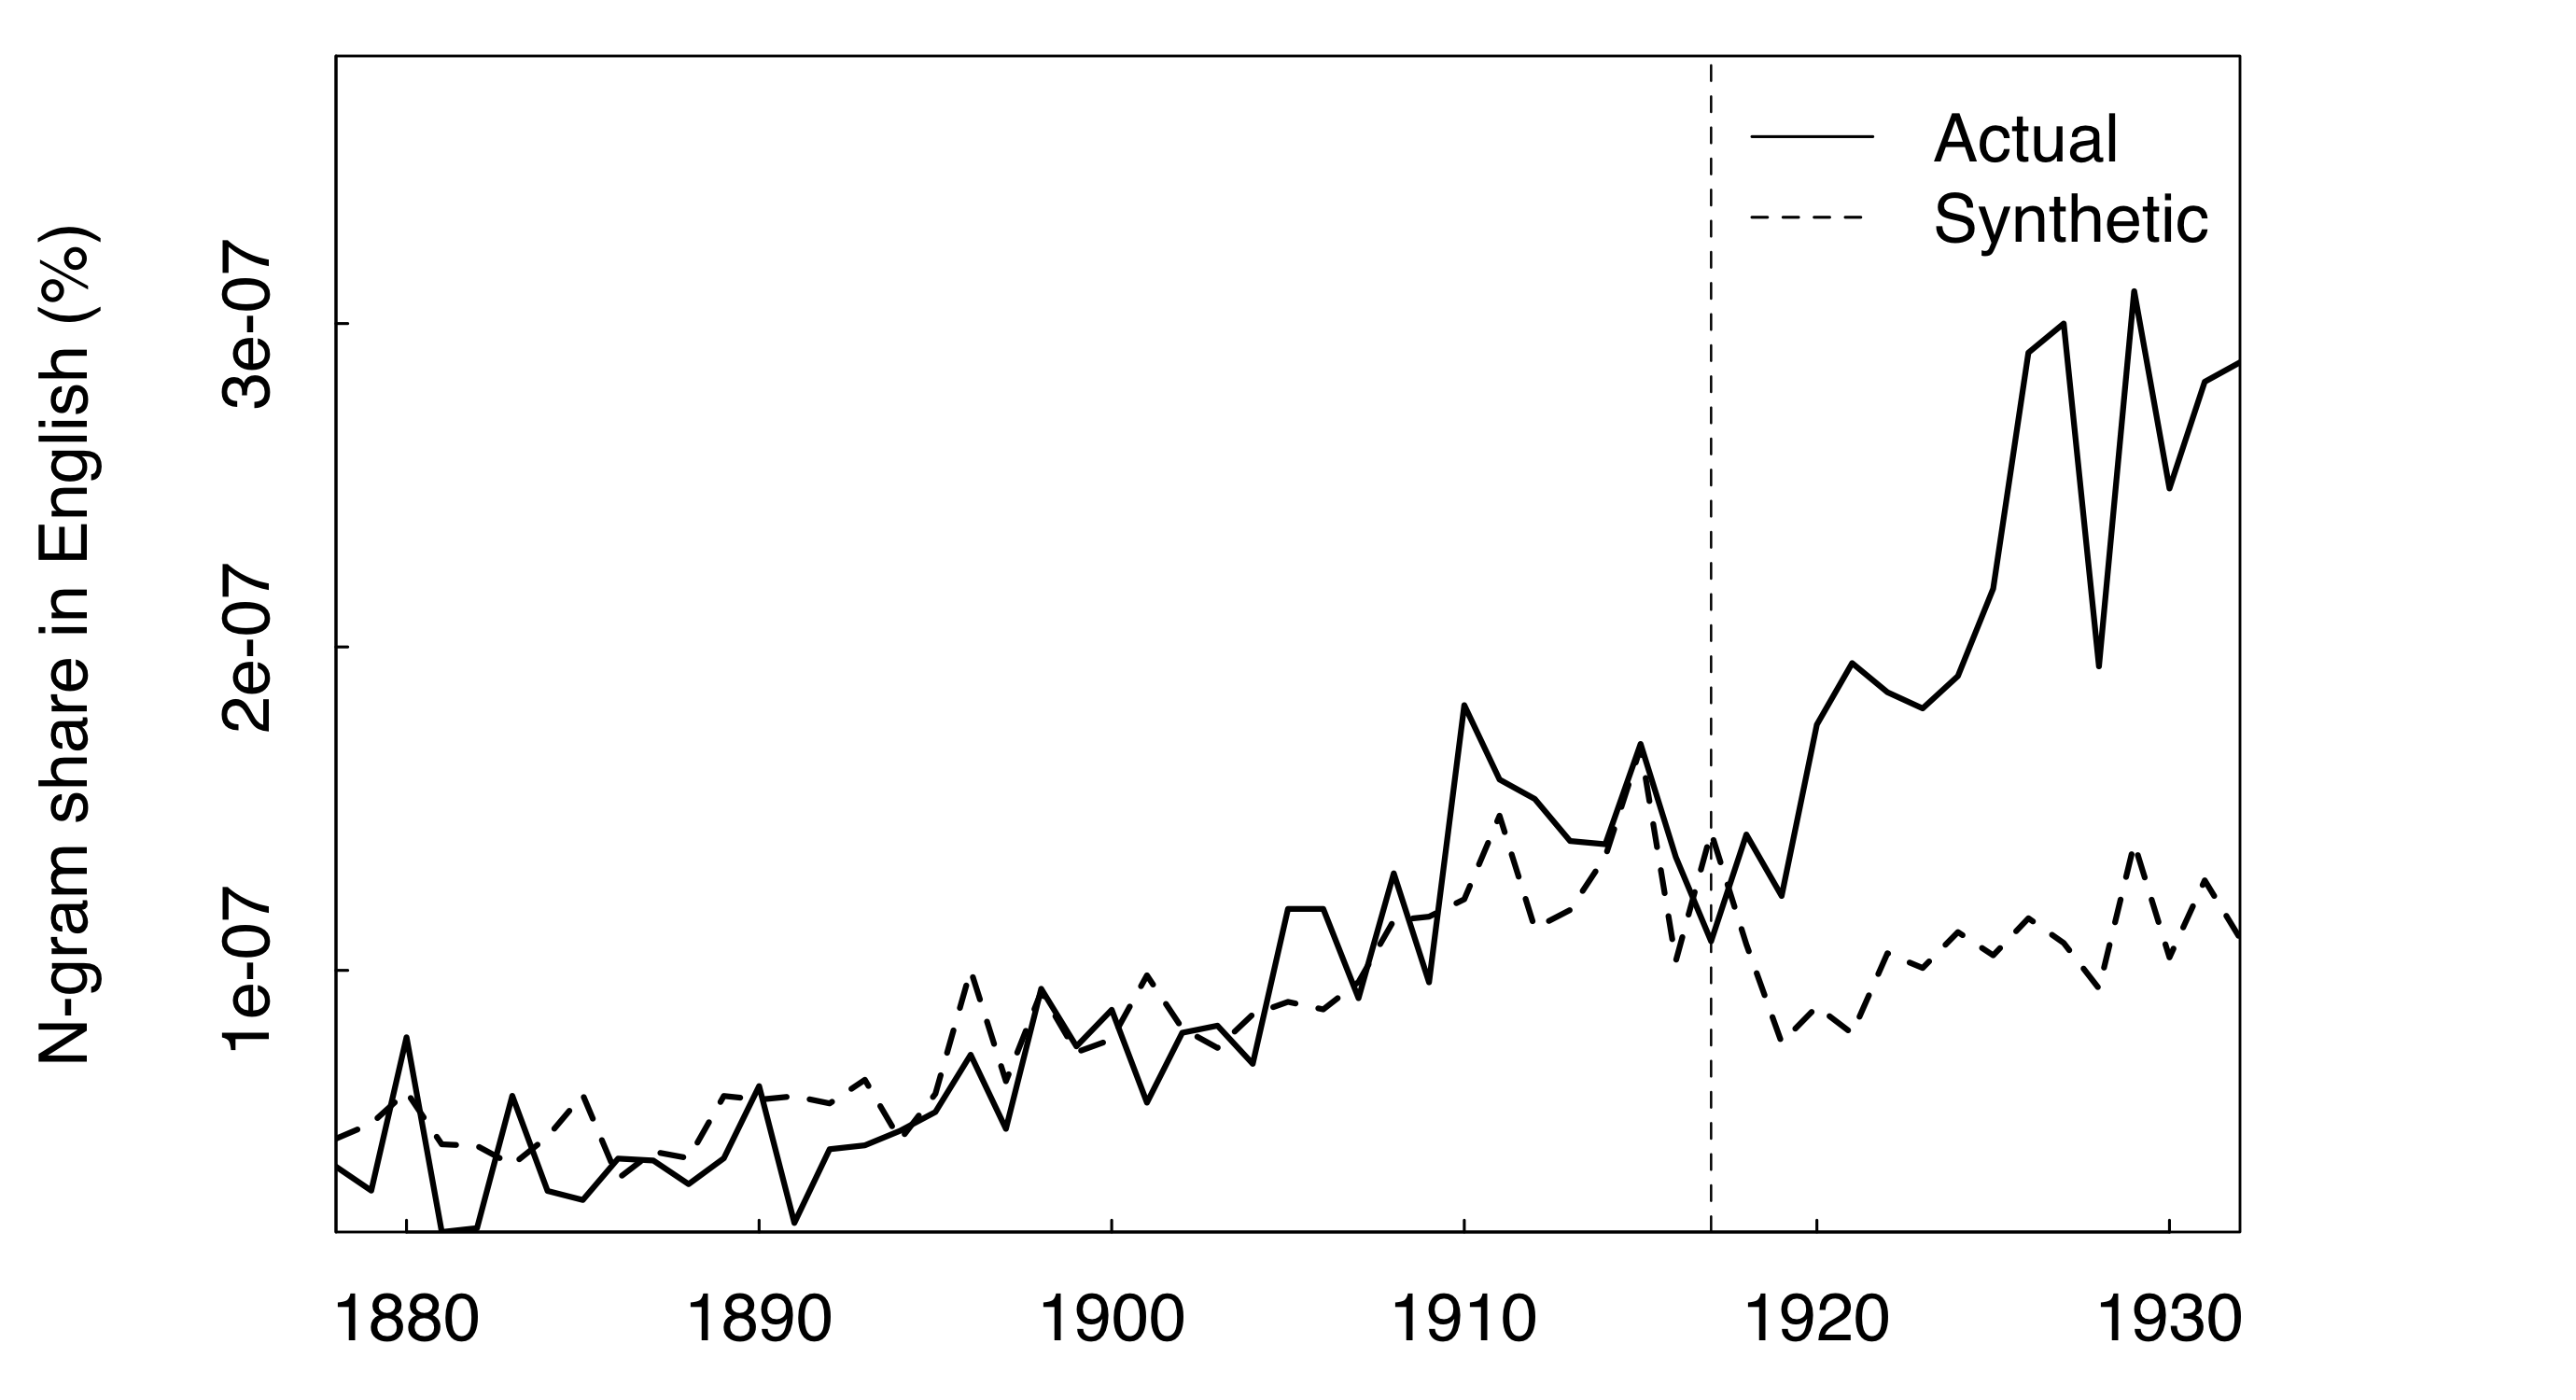 N-gram share in English (%)
3e-07
2e-07
1e-07
Actual
Synthetic
1880 1890 1900 1910 1920 1930